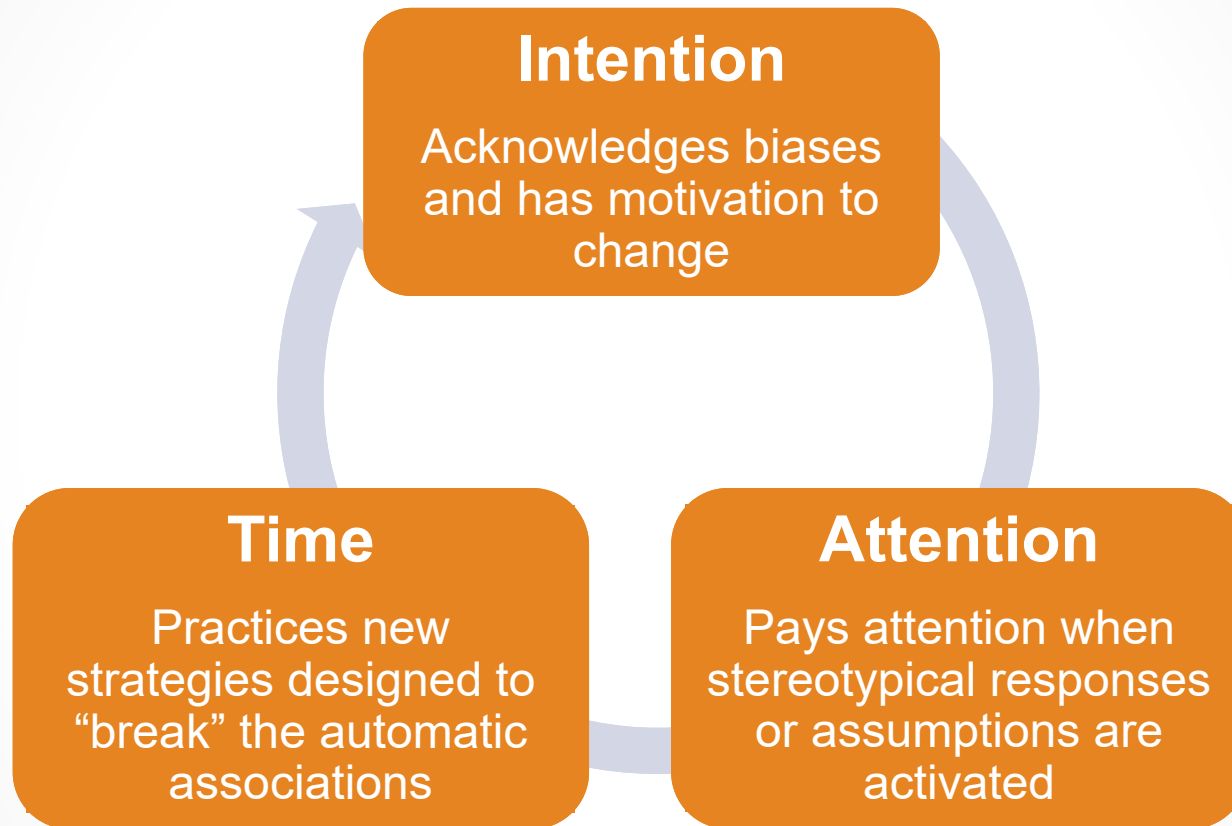 Intention
Acknowledges biases
and has motivation to
change
Time
Practices new
strategies designed to
“break” the automatic
associations
Attention
Pays attention when
stereotypical responses
or assumptions are
activated